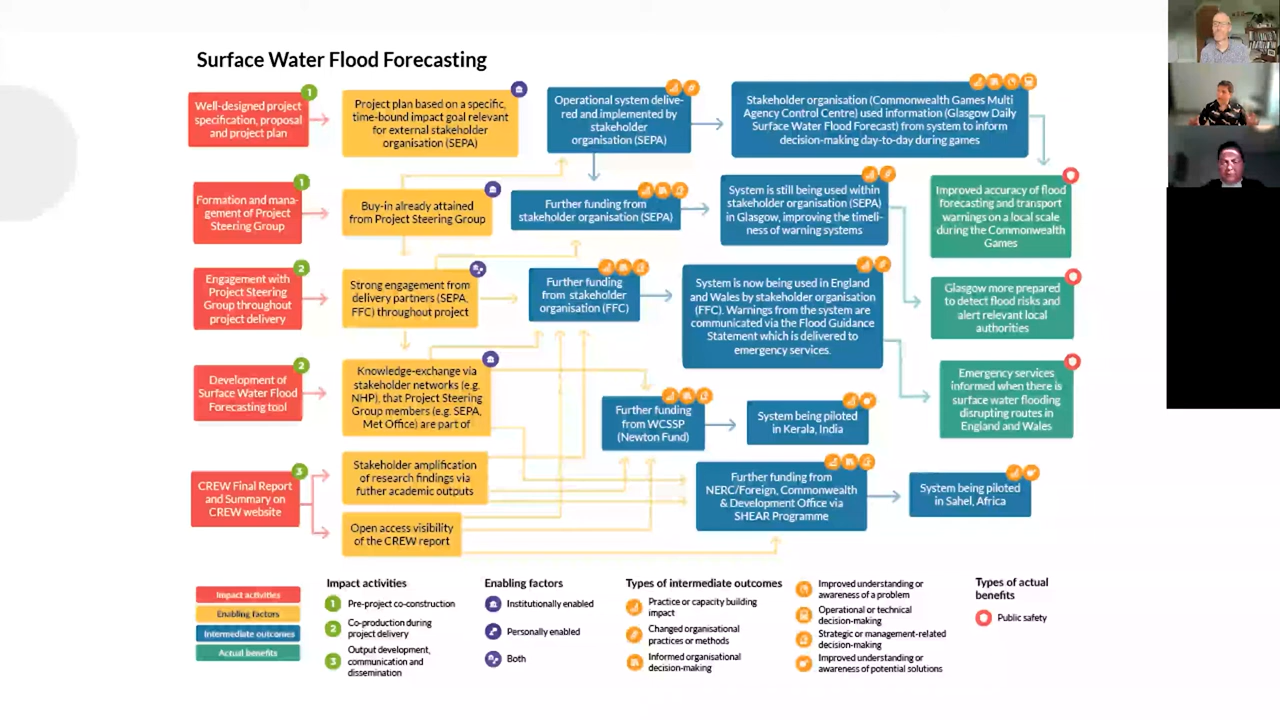 Surface Water Flood Forecasting
Well-designed project
specification, proposal
and project plan
1
Project plan based on a specific,
time-bound impact goal relevant
for external stakeholder
organisation (SEPA)
Operational system delive-
red and implemented by
stakeholder
organisation (SEPA)
Stakeholder organisation (Commonwealth Games Multi
Agency Control Centre) used information (Glasgow Daily
Surface Water Flood Forecast) from system to inform
decision-making day-to-day during games
Formation and mana-
gement of Project
Steering Group
1
Buy-in already attained
from Project Steering Group
Further funding from
stakeholder organisation (SEPA)
System is still being used within
stakeholder organisation (SEPA)
in Glasgow, improving the timeli-
ness of warning systems
Improved accuracy of flood
forecasting and transport
warnings on a local scale
during the Commonwealth
Games
Engagement with
Project Steering
Group throughout
project delivery
2
Strong engagement from
delivery partners (SEPA,
FFC) throughout project
Further funding
from stakeholder
organisation (FFC)
System is now being used in England
and Wales by stakeholder organisation
(FFC). Warnings from the system are
communicated via the Flood Guidance
Statement which is delivered to
emergency services.
Glasgow more prepared
to detect flood risks and
alert relevant local
authorities
Development of
Surface Water Flood
Forecasting tool
2
Knowledge-exchange via
stakeholder networks (e.g.
NHP), that Project Steering
Group members (e.g. SEPA,
Met Office) are part of
Further funding
from WCSSP
(Newton Fund)
System being piloted
in Kerala, India
Emergency services
informed when there is
surface water flooding
disrupting routes in
England and Wales
CREW Final Report
and Summary on
CREW website
3
Stakeholder amplification
of research findings via
futher academic outputs
Open access visibility
of the CREW report
Further funding from
NERC/Foreign, Commonwealth
& Development Office via
SHEAR Programme
System being piloted
in Sahel, Africa
Impact activities
Enabling factors
Intermediate outcomes
Actual benefits
Impact activities
1 Pre-project co-construction
2 Co-production during
project delivery
3 Output development,
communication and
dissemination
Enabling factors
Institutionally enabled
Personally enabled
Both
Types of intermediate outcomes
Practice or capacity building
impact
Changed organisational
practices or methods
Informed organisational
decision-making
Improved understanding or
awareness of a problem
Operational or technical
decision-making
Strategic or management-related
decision-making
Improved understanding or
awareness of potential solutions
Types of actual
benefits
Public safety